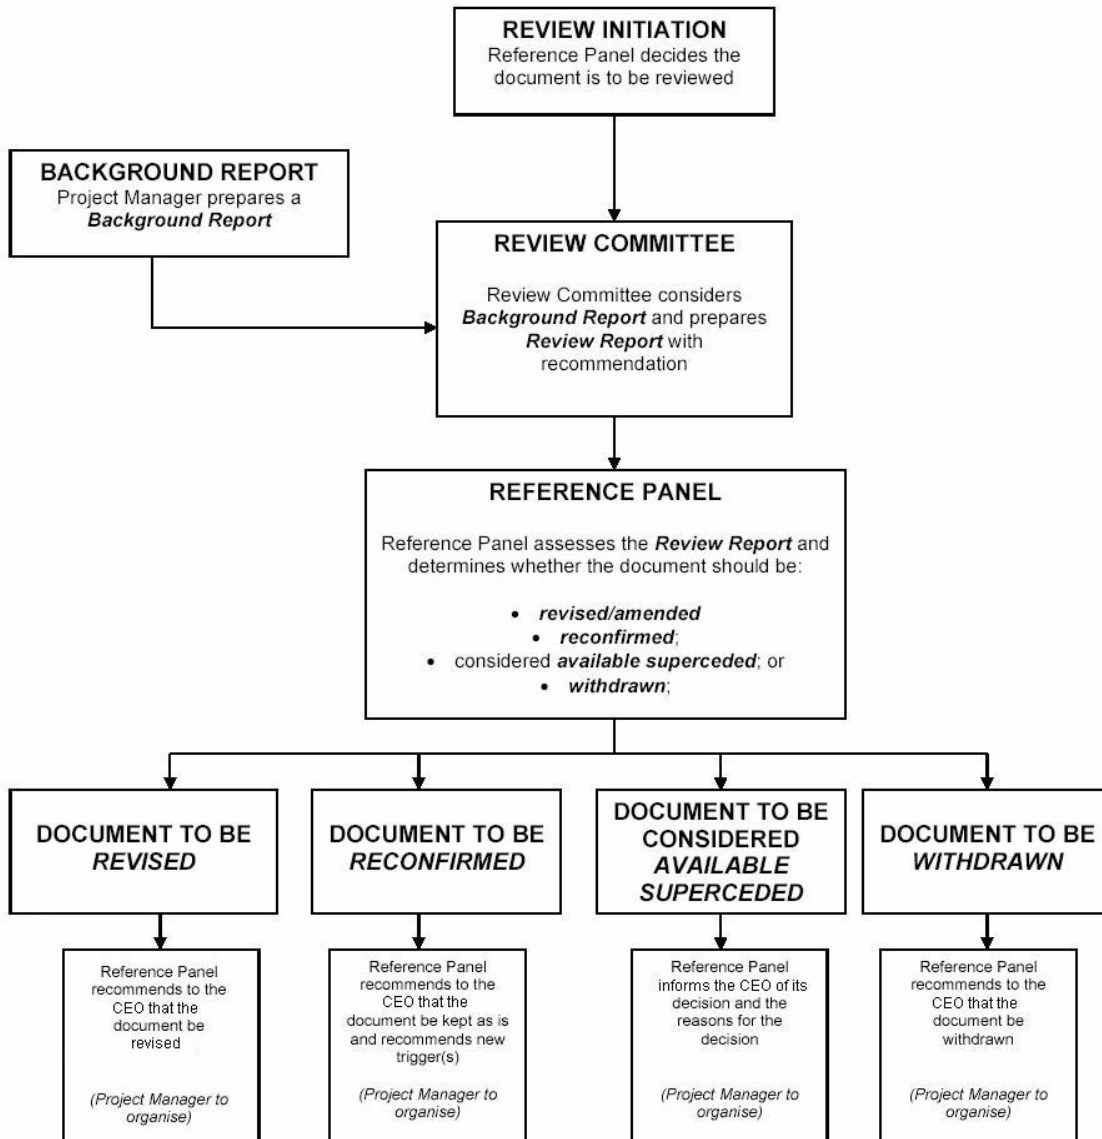 REVIEW INITIATION
Reference Panel decides the
document is to be reviewed
BACKGROUND REPORT
Project Manager prepares a
Background Report
REVIEW COMMITTEE
Review Committee considers
Background Report and prepares
Review Report with
recommendation
REFERENCE PANEL
Reference Panel assesses the Review Report and
determines whether the document should be:
• revised/amended
• reconfirmed;
• considered available superceded; or
• withdrawn;
DOCUMENT TO BE
REVISED
DOCUMENT TO BE
RECONFIRMED
DOCUMENT TO BE
CONSIDERED
AVAILABLE
SUPERCEDED
DOCUMENT TO BE
WITHDRAWN
Reference Panel
recommends to the
CEO that the
document be
revised
(Project Manager to
organise)
Reference Panel
recommends to the
CEO that the
document be kept as is
and recommends new
trigger(s)
(Project Manager to
organise)
Reference Panel
informs the CEO of its
decision and the
reasons for the
decision
(Project Manager to
organise)
Reference Panel
recommends to the
CEO that the
document be
withdrawn
(Project Manager to
organise)